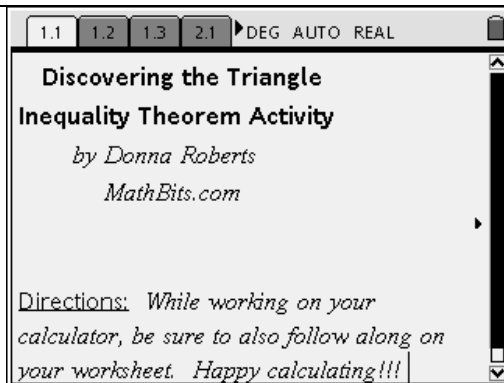 1.1 1.2 1.3 2.1 DEG AUTO REAL
Discovering the Triangle
Inequality Theorem Activity
by Donna Roberts
MathBits.com
Directions: While working on your
calculator, be sure to also follow along on
your worksheet. Happy calculating!!!